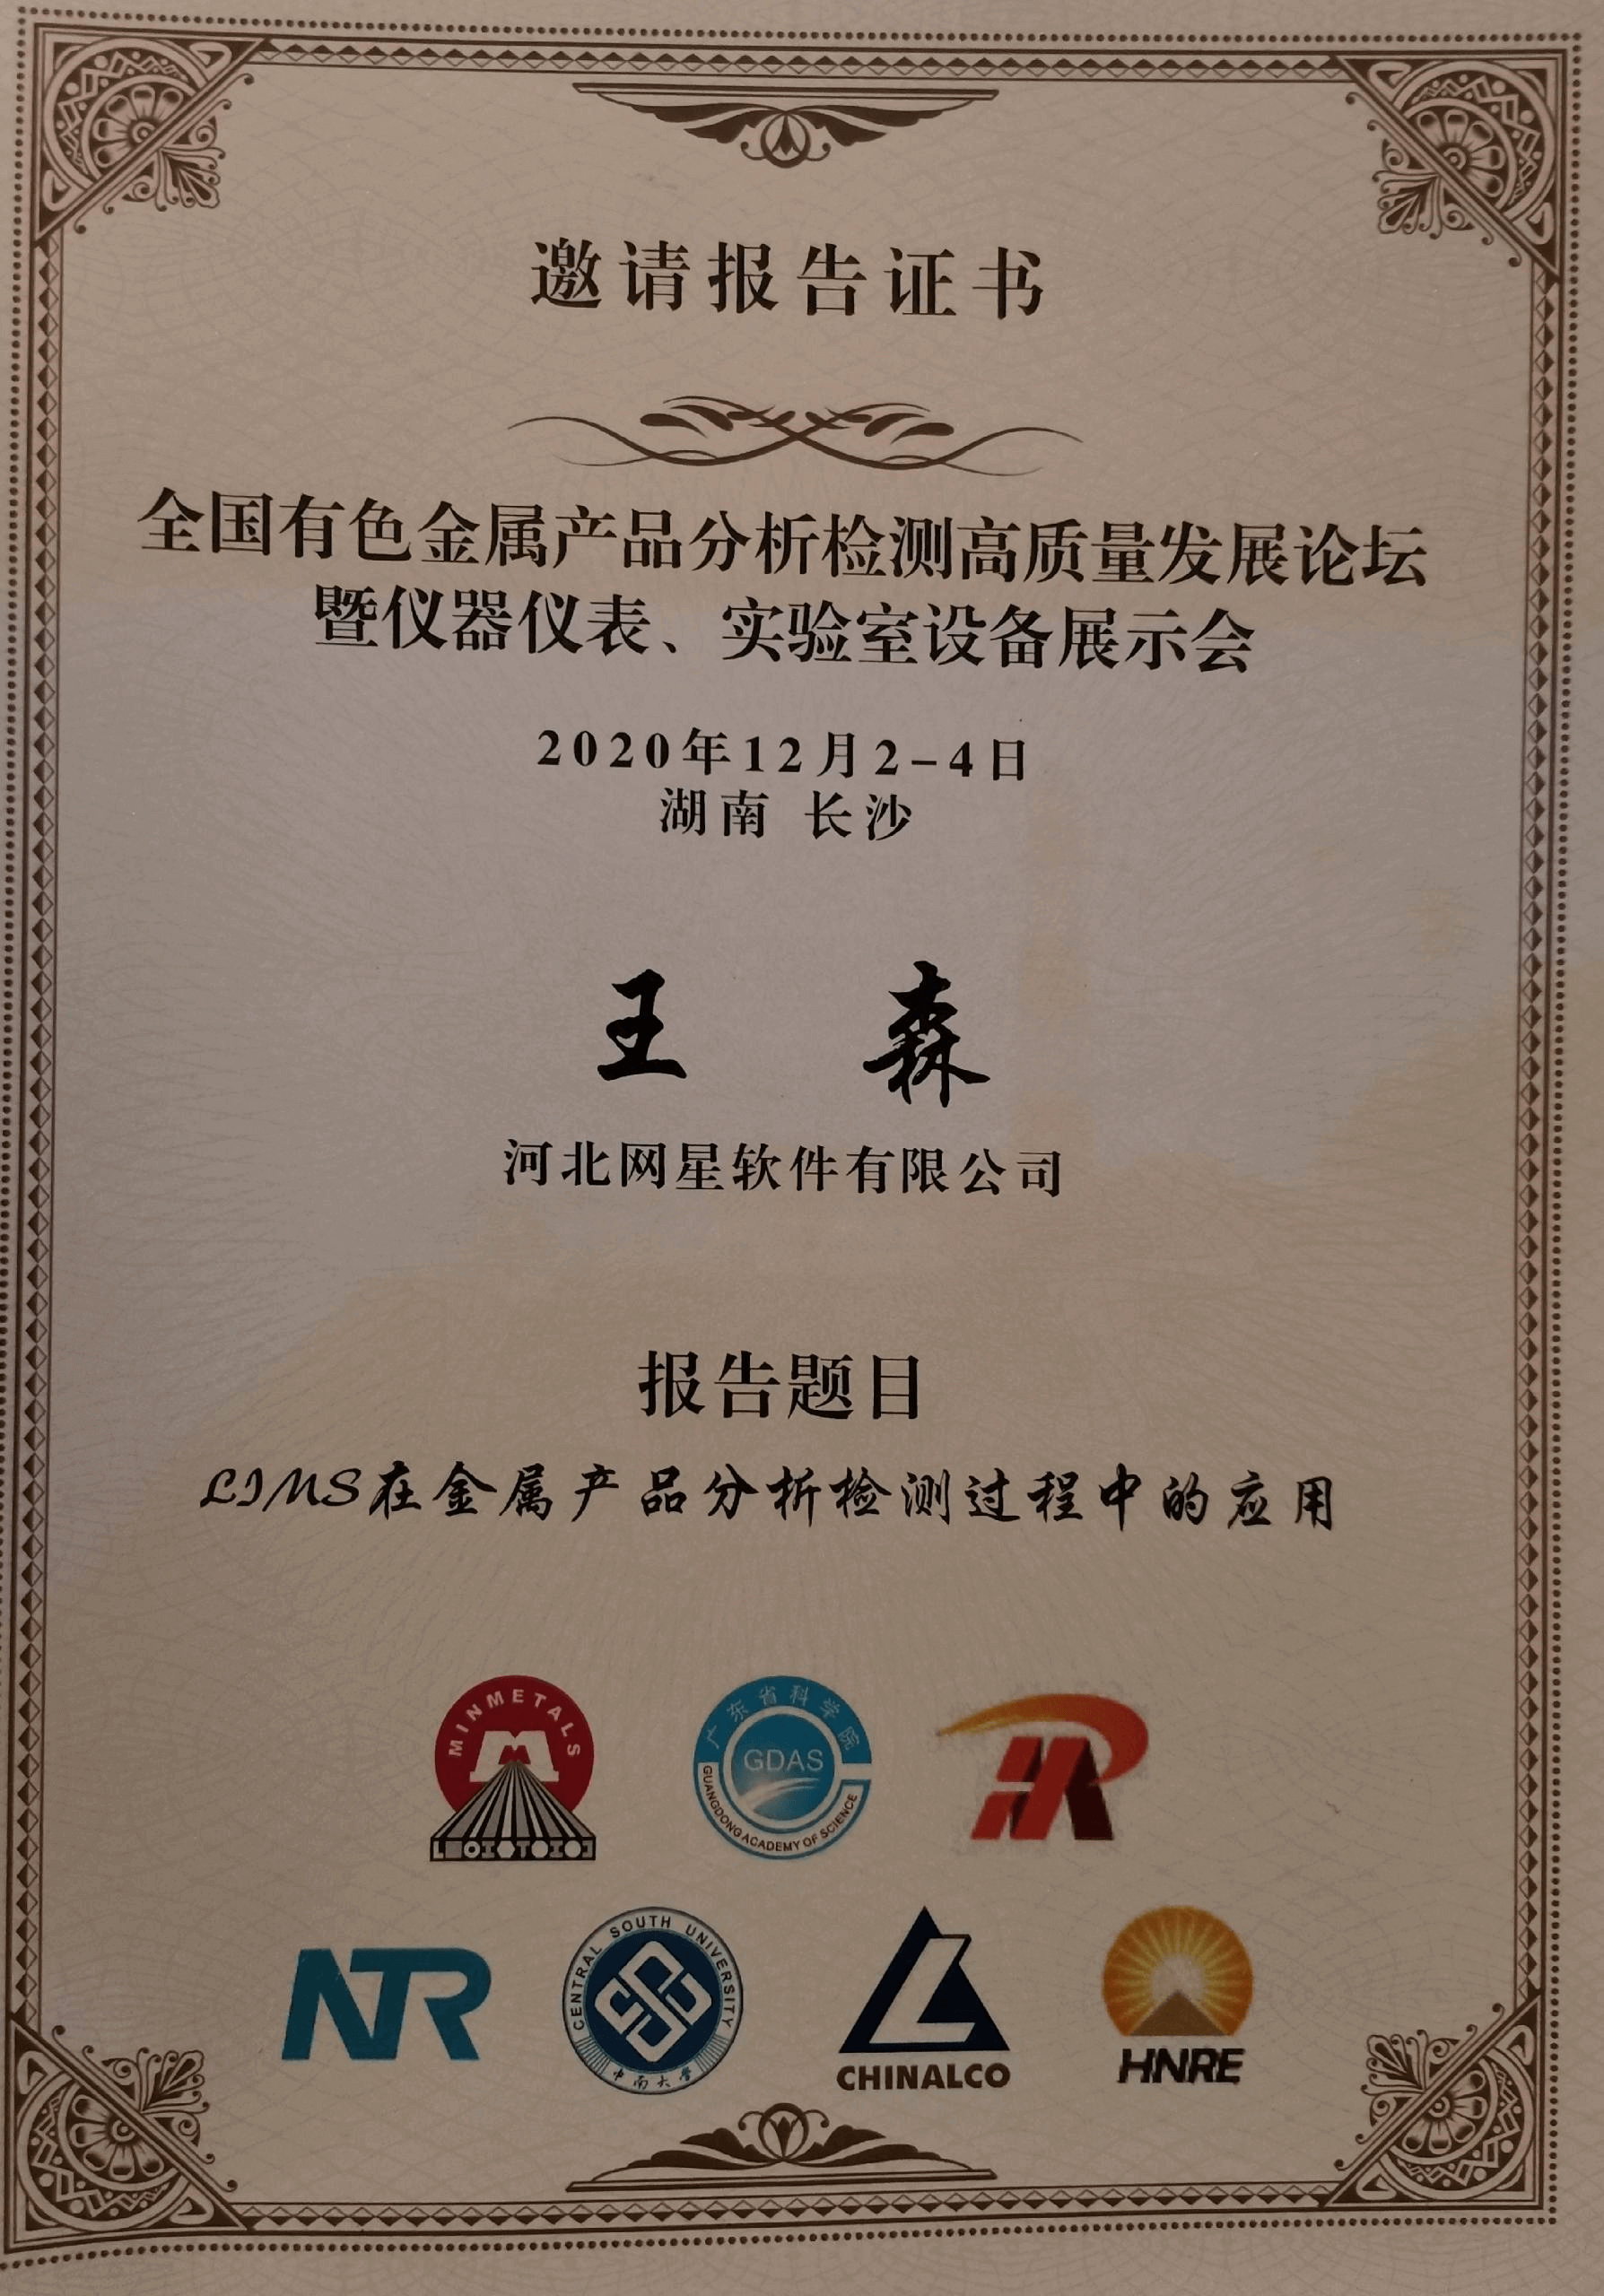 邀请报告证书
全国有色金属产品分析检测高质量发展论坛
暨仪器仪表、实验室设备展示会
2020年12月2-4日
湖南 长沙
王 森
河北网星软件有限公司
报告题目
LIMS在金属产品分析检测过程中的应用
MINMETALS
广东省科学院
GDAS
GUANGDONG ACADEMY OF SCIENCE
NTR
CENTRAL SOUTH UNIVERSITY
中南大学
CHINALCO
HNRE